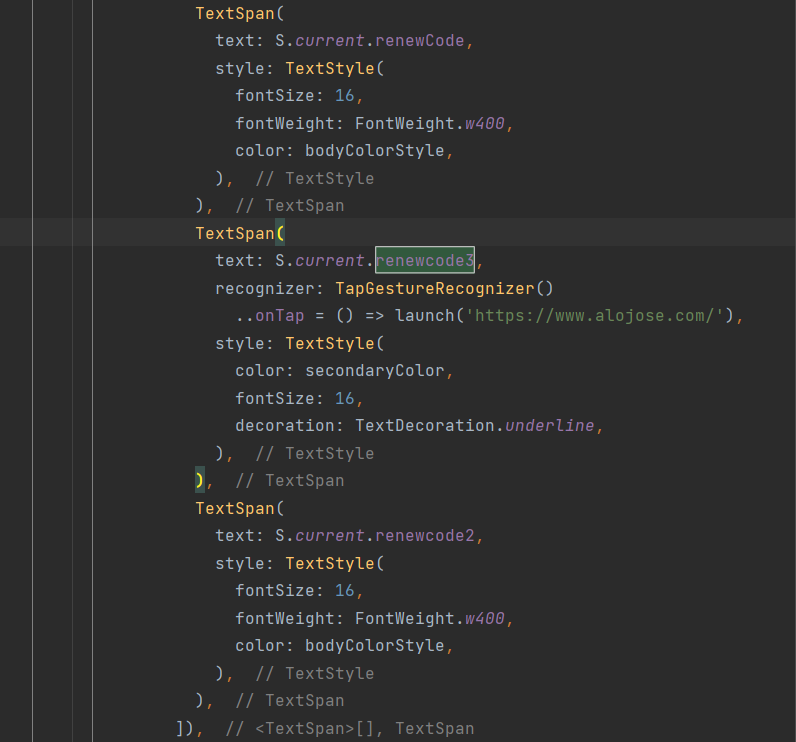 TextSpan(
text: S.current.renewCode,
style: TextStyle(
fontSize: 16,
fontWeight: FontWeight.w400,
color: bodyColorStyle,
), // TextStyle
), // TextSpan
TextSpan(
text: S.current.renewcode3,
recognizer: TapGestureRecognizer()
..onTap = () => launch('https://www.alojose.com/'),
style: TextStyle(
color: secondaryColor,
fontSize: 16,
decoration: TextDecoration.underline,
), // TextStyle
), // TextSpan
TextSpan(
text: S.current.renewcode2,
style: TextStyle(
fontSize: 16,
fontWeight: FontWeight.w400,
color: bodyColorStyle,
), // TextStyle
), // TextSpan
]), // <TextSpan>[], TextSpan